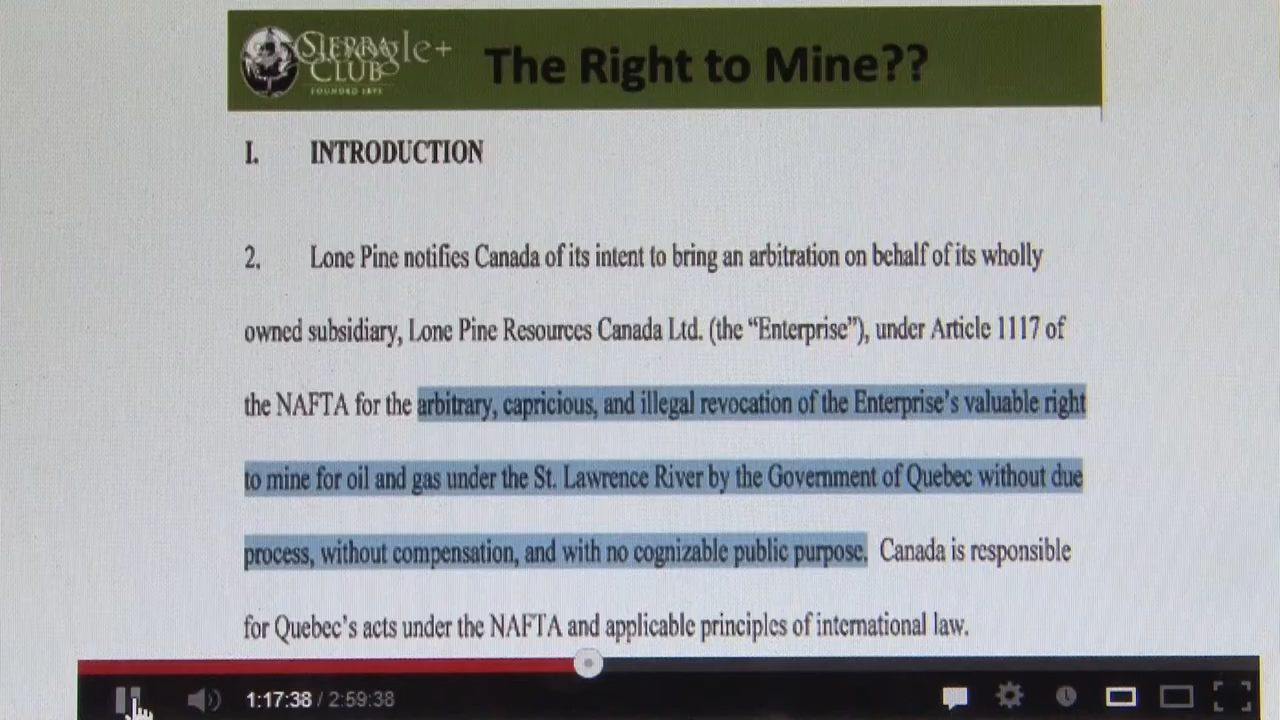 SIERRA
CLUB
FOUNDED 1892
gle+
The Right to Mine??
I. INTRODUCTION
2. Lone Pine notifies Canada of its intent to bring an arbitration on behalf of its wholly
owned subsidiary, Lone Pine Resources Canada Ltd. (the “Enterprise”), under Article 1117 of
the NAFTA for the arbitrary, capricious, and illegal revocation of the Enterprise’s valuable right
to mine for oil and gas under the St. Lawrence River by the Government of Quebec without due
process, without compensation, and with no cognizable public purpose. Canada is responsible
for Quebec’s acts under the NAFTA and applicable principles of international law.
1:17:38 / 2:59:38